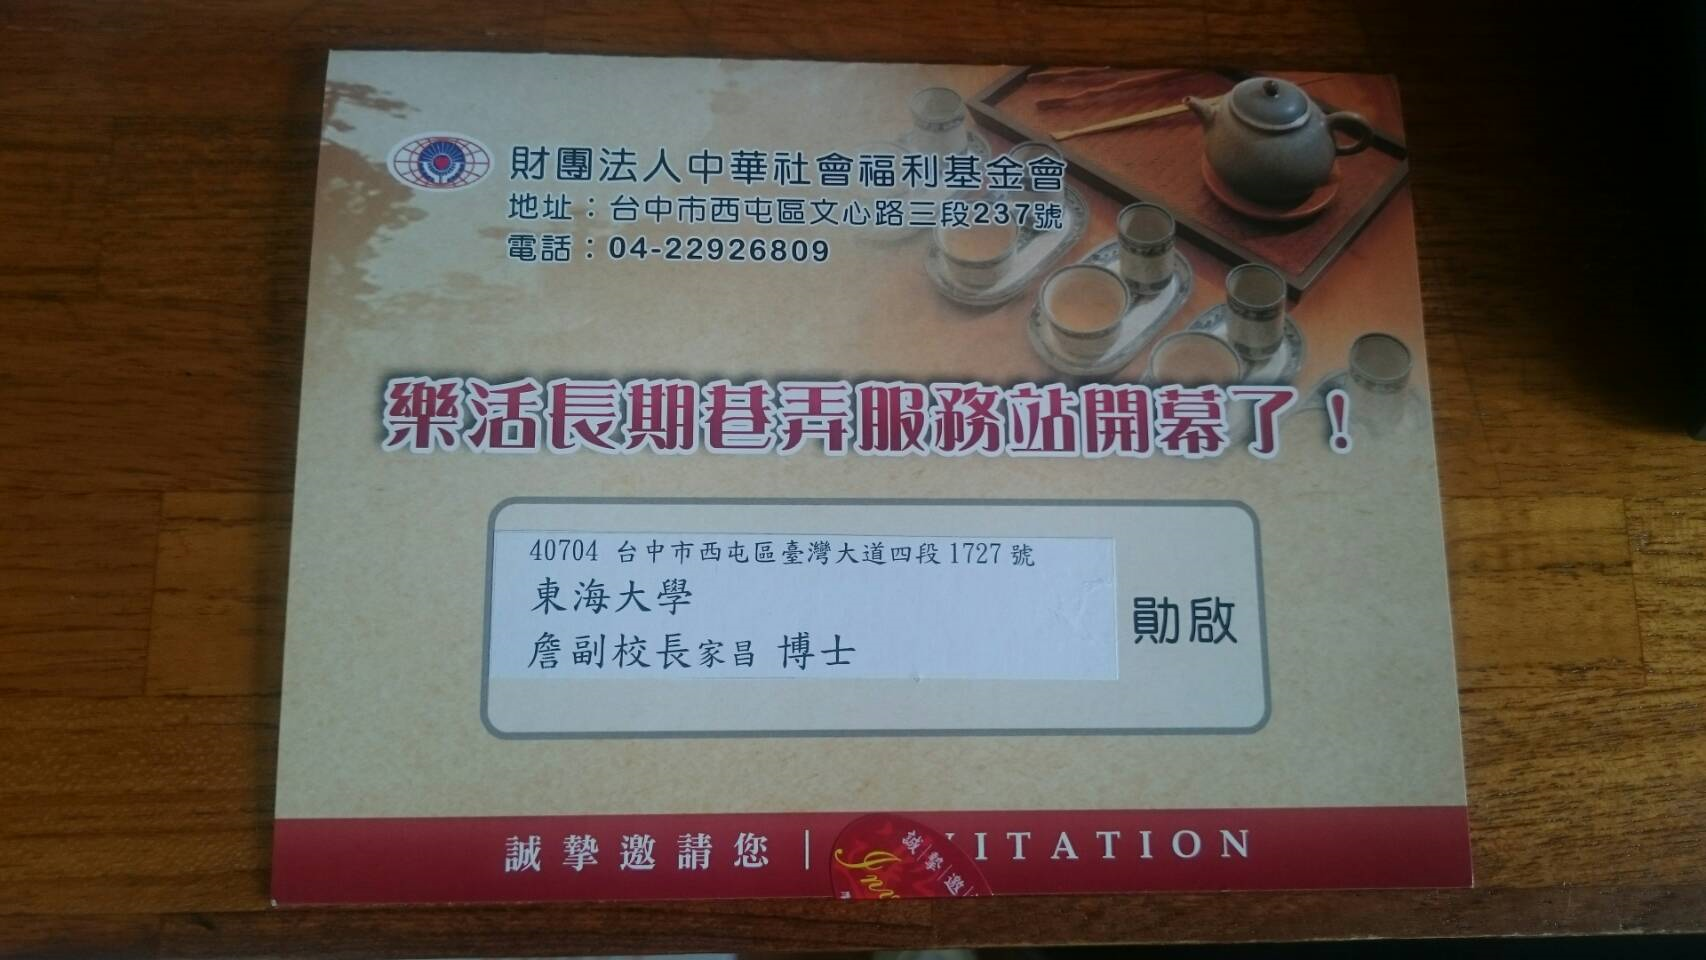 財團法人中華社會福利基金會
地址：台中市西屯區文心路三段237號
電話：04-22926809
樂活長期巷弄服務站開幕了！
40704 台中市西屯區臺灣大道四段1727號
東海大學
詹副校長家昌 博士
勛啟
誠摯邀請您｜ VITATION
誠|摯|邀|
Inv